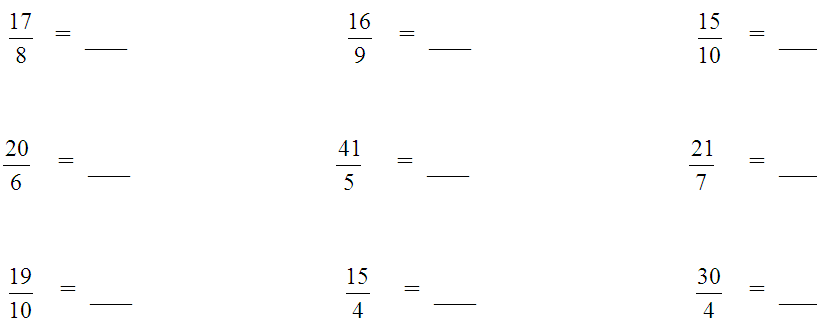 17/8 = ___ 16/9 = ___ 15/10 = ___
20/6 = ___ 41/5 = ___ 21/7 = ___
19/10 = ___ 15/4 = ___ 30/4 = ___